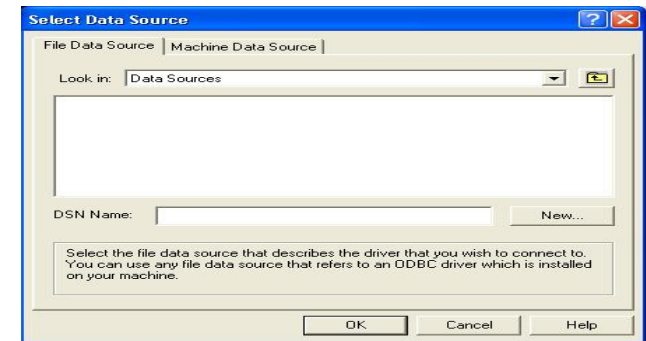 Select Data Source
File Data Source Machine Data Source
Look in: Data Sources
DSN Name: New...
Select the file data source that describes the driver that you wish to connect to.
You can use any file data source that refers to an ODBC driver which is installed
on your machine.
OK Cancel Help